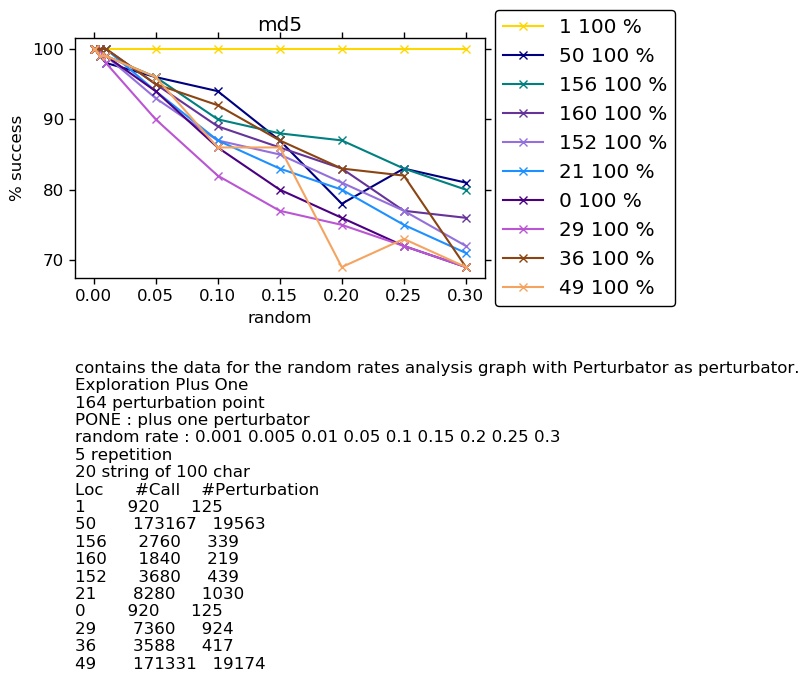 md5
100
90
80
70
% success
0.00 0.05 0.10 0.15 0.20 0.25 0.30
random
1 100 %
50 100 %
156 100 %
160 100 %
152 100 %
21 100 %
0 100 %
29 100 %
36 100 %
49 100 %
contains the data for the random rates analysis graph with Perturbator as perturbator.
Exploration Plus One
164 perturbation point
PONE : plus one perturbator
random rate : 0.001 0.005 0.01 0.05 0.1 0.15 0.2 0.25 0.3
5 repetition
20 string of 100 char
Loc #Call #Perturbation
1 920 125
50 173167 19563
156 2760 339
160 1840 219
152 3680 439
21 8280 1030
0 920 125
29 7360 924
36 3588 417
49 171331 19174